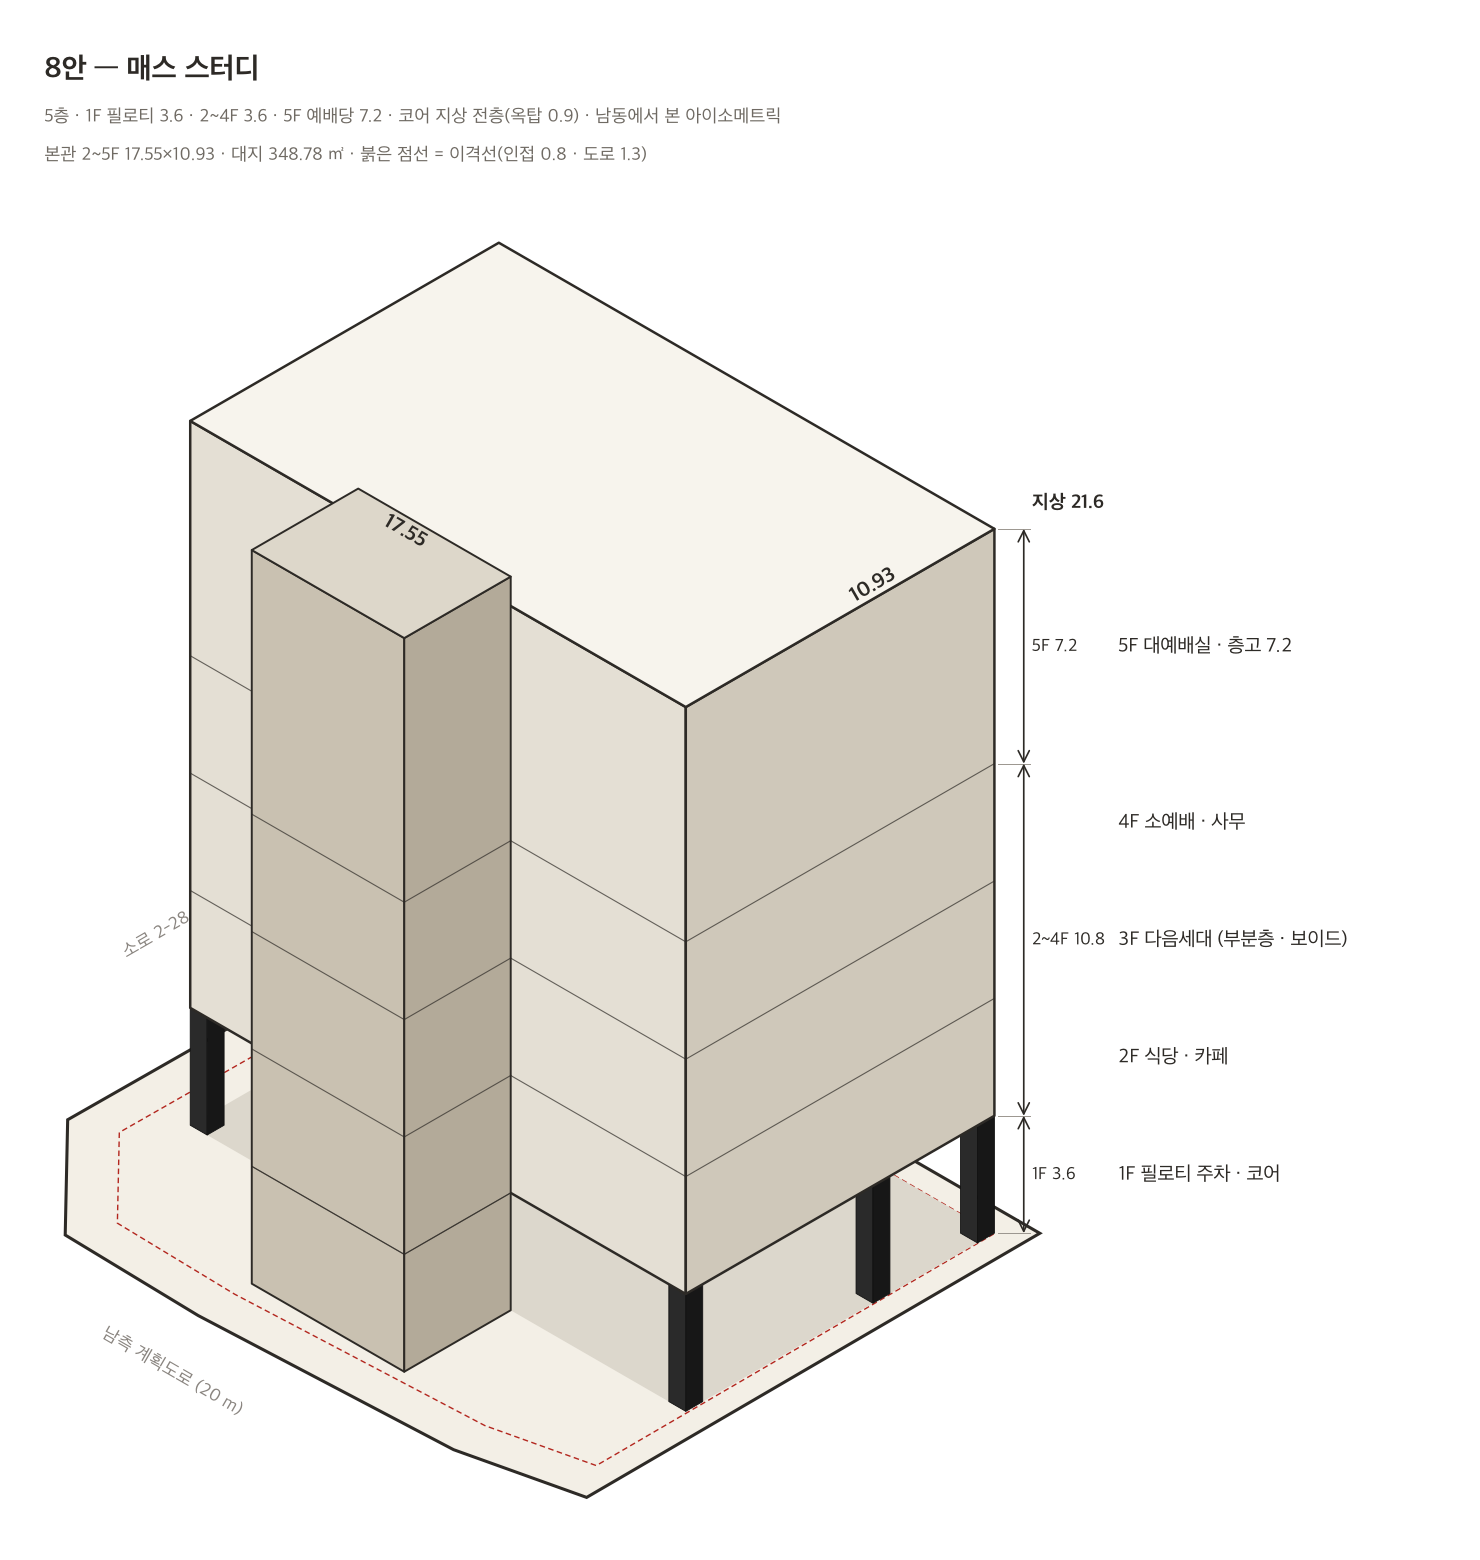 8안 — 매스 스터디
5층 · 1F 필로티 3.6 · 2~4F 3.6 · 5F 예배당 7.2 · 코어 지상 전층(옥탑 0.9) · 남동에서 본 아이소메트릭
본관 2~5F 17.55×10.93 · 대지 348.78 ㎡ · 붉은 점선 = 이격선(인접 0.8 · 도로 1.3)
지상 21.6
17.55
10.93
5F 7.2
5F 대예배실 · 층고 7.2
4F 소예배 · 사무
소로 2-28
2~4F 10.8
3F 다음세대 (부분층 · 보이드)
2F 식당 · 카페
1F 3.6
1F 필로티 주차 · 코어
남측 계획도로 (20 m)